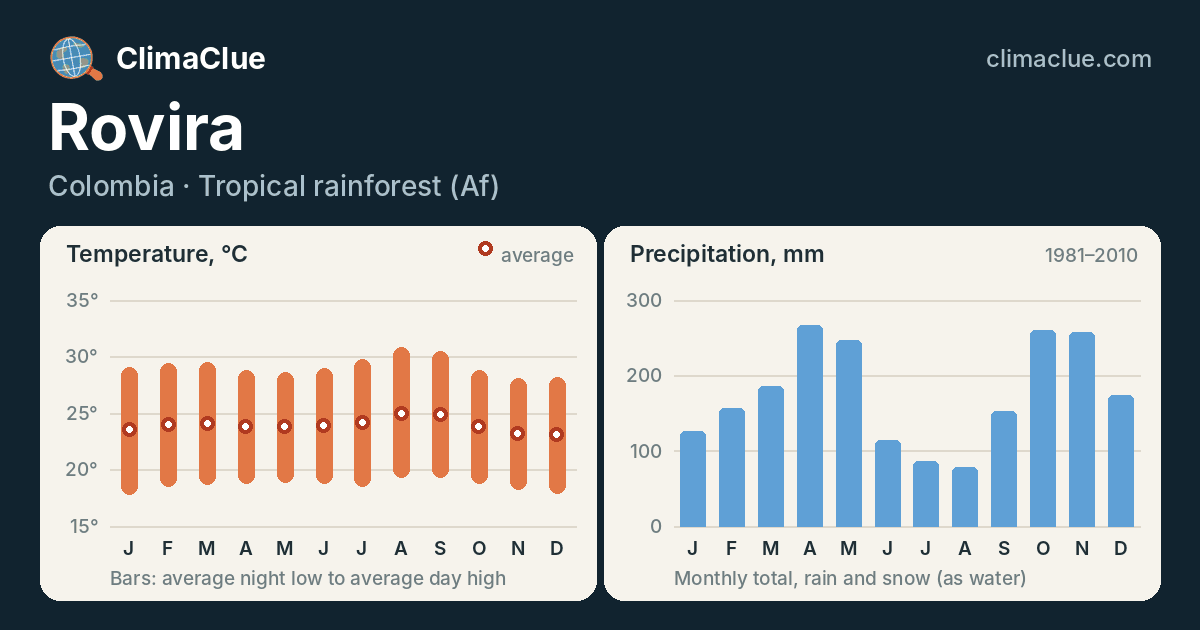 ClimaClue
climaclue.com
Rovira
Colombia · Tropical rainforest (Af)
Temperature, °C
average
35°
30°
25°
20°
15°
J F M A M J J A S O N D
Bars: average night low to average day high
Precipitation, mm
1981–2010
300
200
100
0
J F M A M J J A S O N D
Monthly total, rain and snow (as water)